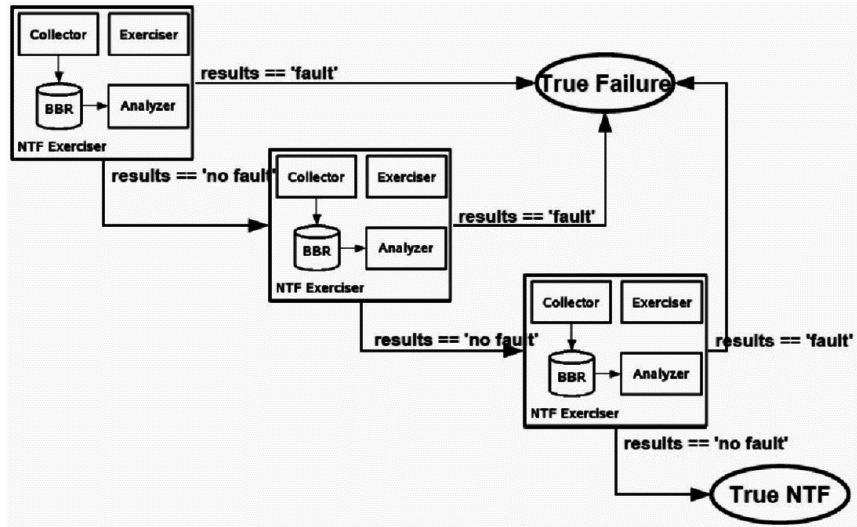 Collector
Exerciser
BBR
Analyzer
NTF Exerciser
results == 'fault'
True Failure
results == 'no fault'
Collector
Exerciser
BBR
Analyzer
NTF Exerciser
results == 'fault'
results == 'no fault'
Collector
Exerciser
BBR
Analyzer
NTF Exerciser
results == 'fault'
results == 'no fault'
True NTF